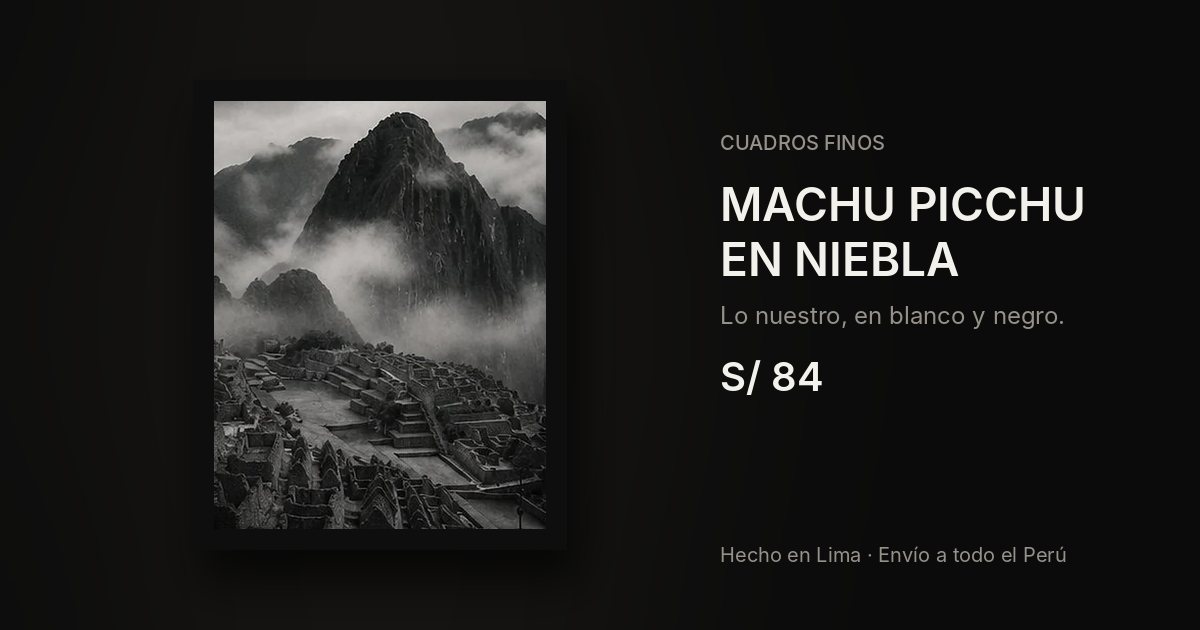 CUADROS FINOS
MACHU PICCHU
EN NIEBLA
Lo nuestro, en blanco y negro.
S/ 84
Hecho en Lima · Envío a todo el Perú